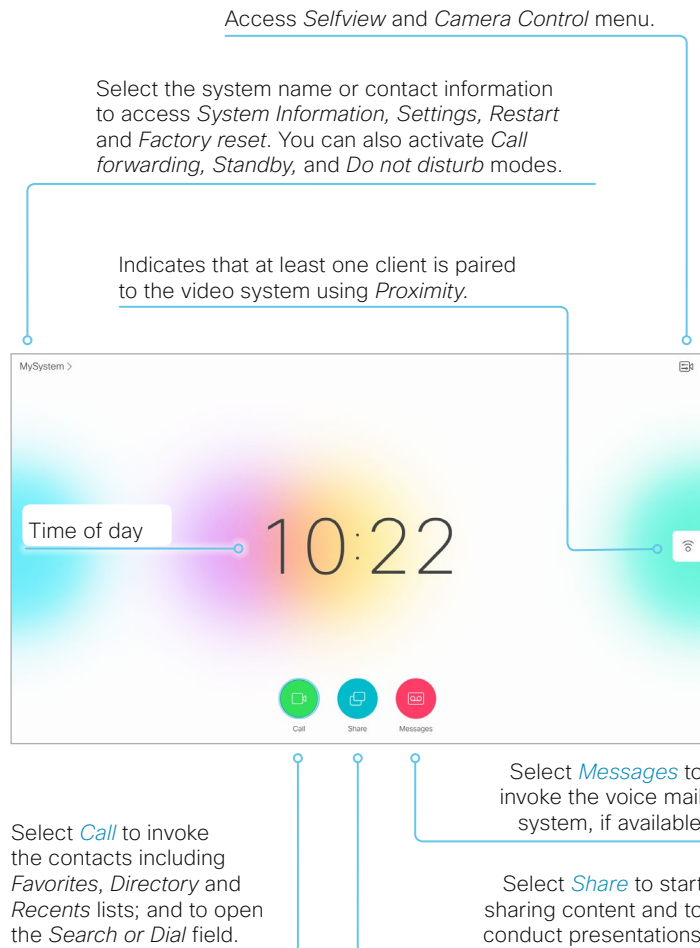 Access Selfview and Camera Control menu.
Select the system name or contact information
to access System Information, Settings, Restart
and Factory reset. You can also activate Call
forwarding, Standby, and Do not disturb modes.
Indicates that at least one client is paired
to the video system using Proximity.
MySystem >
Time of day
10:22
Call
Share
Messages
Select Messages to
invoke the voice mail
system, if available
Select Call to invoke
the contacts including
Favorites, Directory and
Recents lists; and to open
the Search or Dial field.
Select Share to start
sharing content and to
conduct presentations